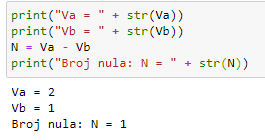 print("Va = " + str(Va))
print("Vb = " + str(Vb))
N = Va - Vb
print("Broj nula: N = " + str(N))
Va = 2
Vb = 1
Broj nula: N = 1